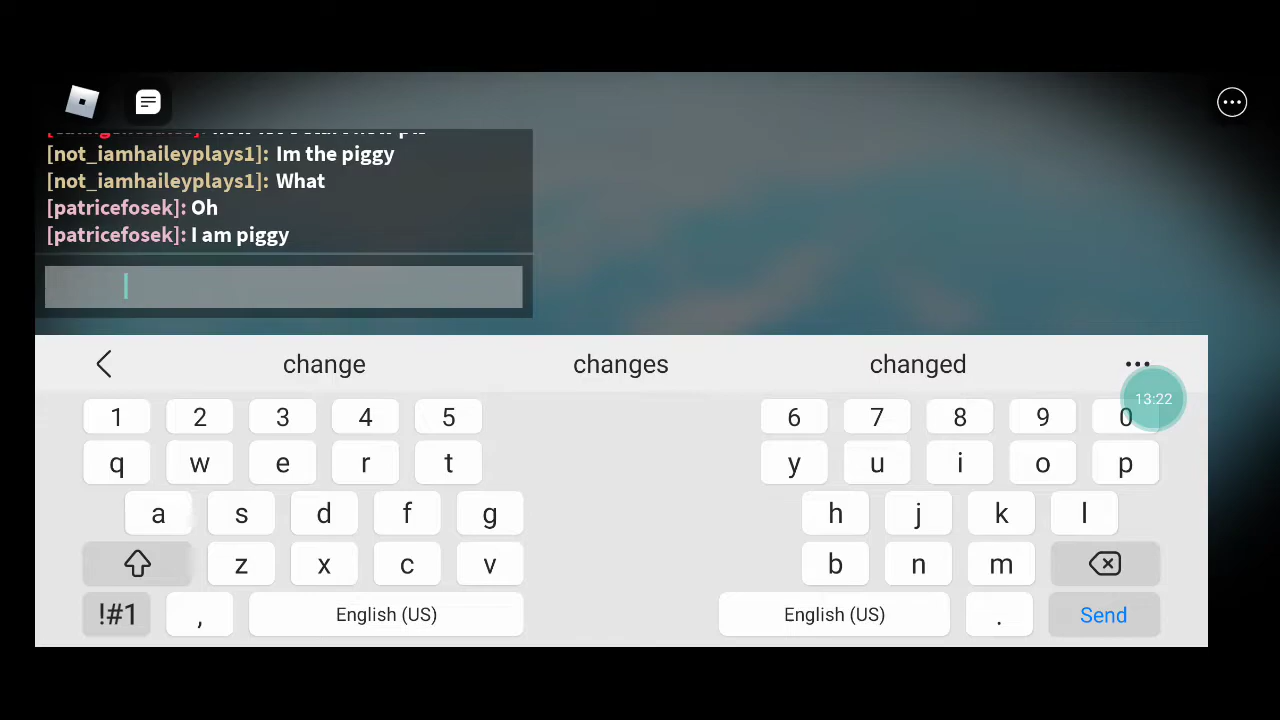 [not_iamhaileyplays1]: Im the piggy
[not_iamhaileyplays1]: What
[patricefosek]: Oh
[patricefosek]: I am piggy
change changes changed
13:22
1 2 3 4 5 6 7 8 9 0
q w e r t y u i o p
a s d f g h j k l
z x c v b n m
!#1 , English (US) English (US) . Send